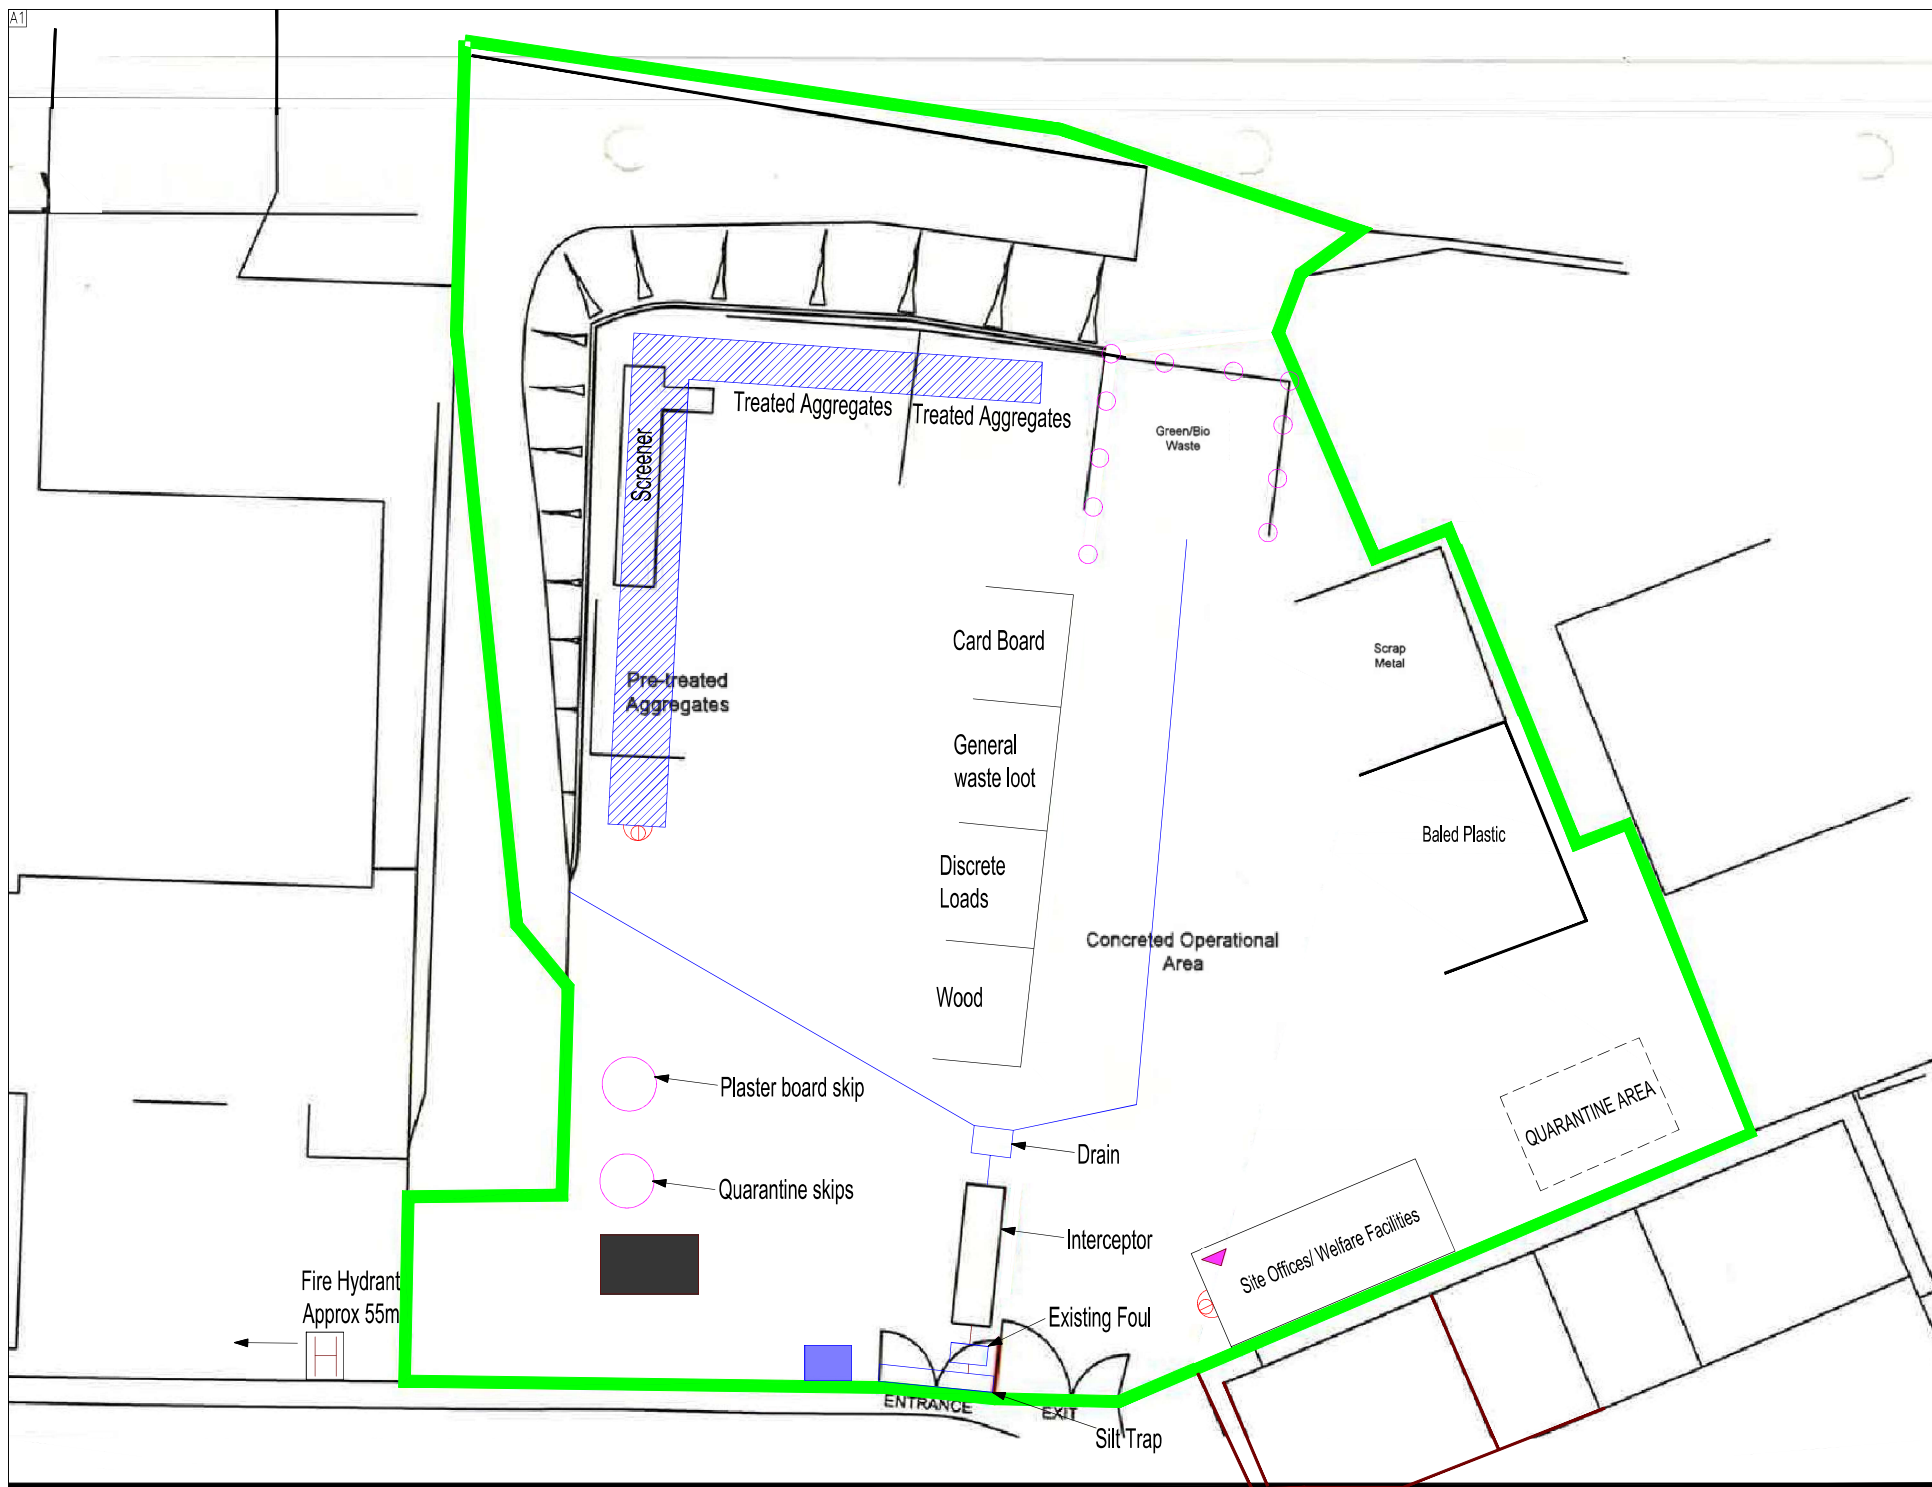 A1
Treated Aggregates
Treated Aggregates
Green/Bio
Waste
Screener
Card Board
Scrap
Metal
Pre-treated
Aggregates
General
waste loot
Baled Plastic
Discrete
Loads
Concreted Operational
Area
Wood
Plaster board skip
QUARANTINE AREA
Drain
Quarantine skips
Interceptor
Site Offices/ Welfare Facilities
Fire Hydrant
Approx 55m
H
Existing Foul
ENTRANCE
EXIT
Silt Trap